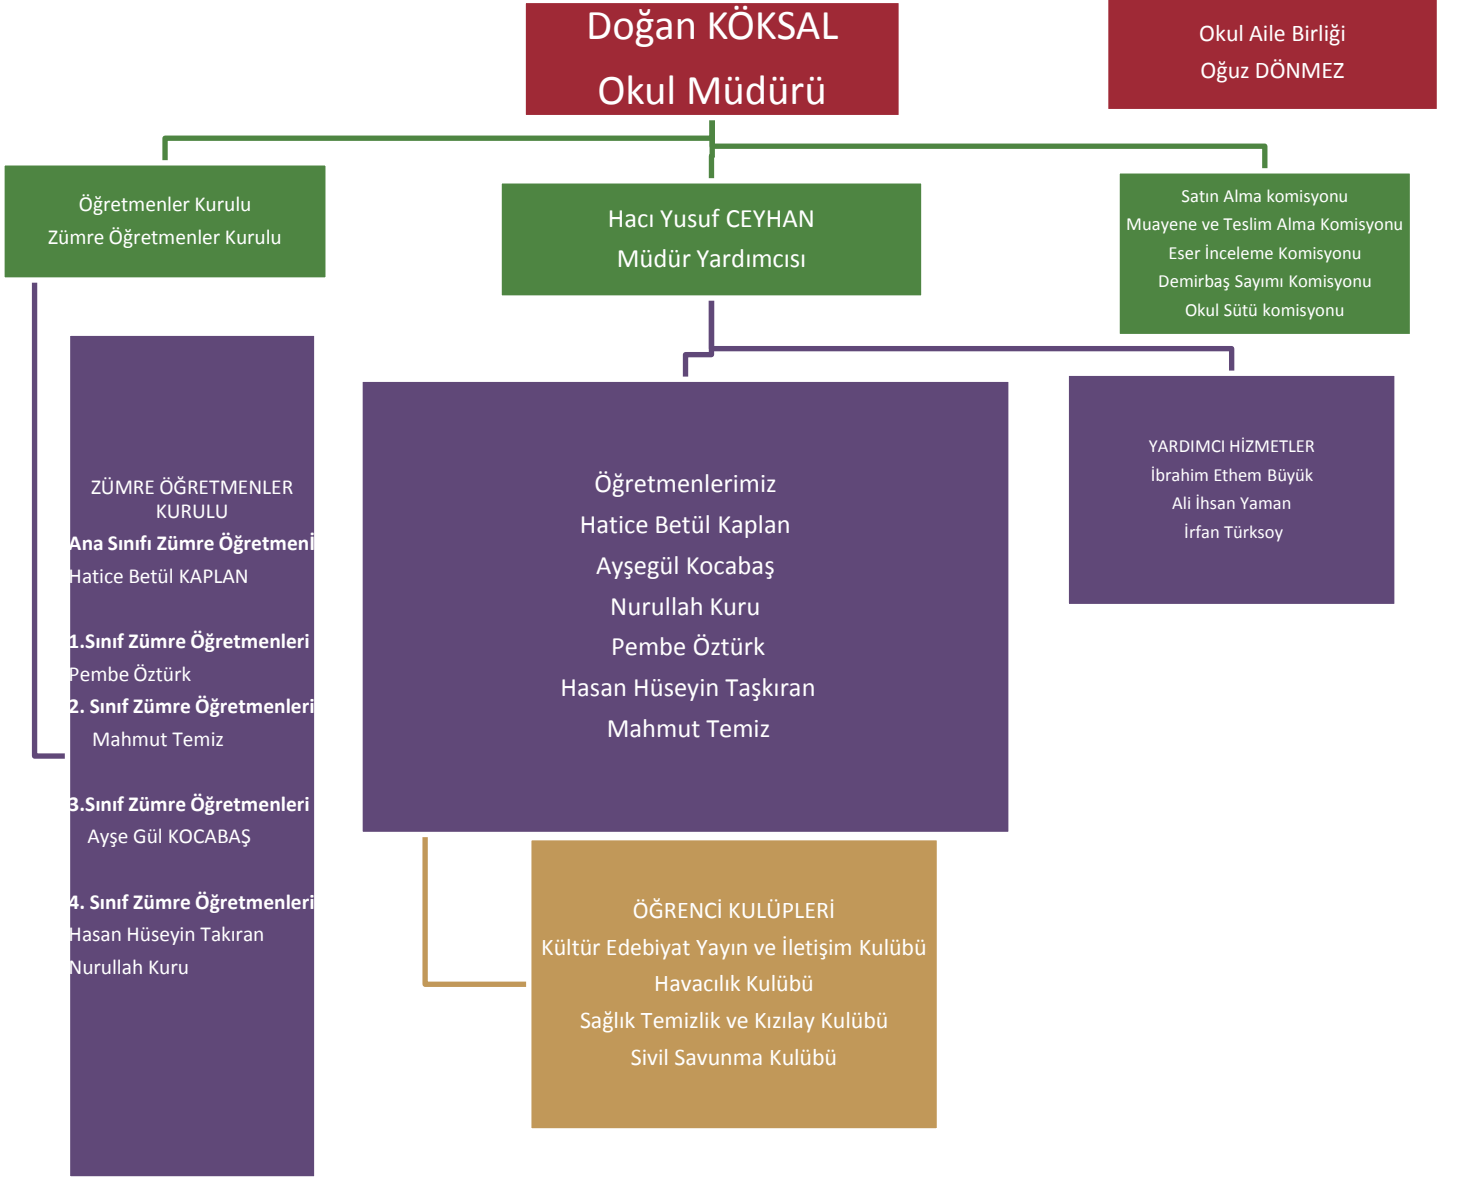 Doğan KÖKSAL
Okul Müdürü
Okul Aile Birliği
Oğuz DÖNMEZ
Öğretmenler Kurulu
Zümre Öğretmenler Kurulu
Hacı Yusuf CEYHAN
Müdür Yardımcısı
Satın Alma komisyonu
Muayene ve Teslim Alma Komisyonu
Eser İnceleme Komisyonu
Demirbaş Sayımı Komisyonu
Okul Sütü komisyonu
ZÜMRE ÖĞRETMENLER
KURULU
Ana Sınıfı Zümre Öğretmenİ
Hatice Betül KAPLAN
1.Sınıf Zümre Öğretmenleri
Pembe Öztürk
2. Sınıf Zümre Öğretmenleri
Mahmut Temiz
3.Sınıf Zümre Öğretmenleri
Ayşe Gül KOCABAŞ
4. Sınıf Zümre Öğretmenleri
Hasan Hüseyin Takıran
Nurullah Kuru
Öğretmenlerimiz
Hatice Betül Kaplan
Ayşegül Kocabaş
Nurullah Kuru
Pembe Öztürk
Hasan Hüseyin Taşkıran
Mahmut Temiz
YARDIMCI HİZMETLER
İbrahim Ethem Büyük
Ali İhsan Yaman
İrfan Türksoy
ÖĞRENCİ KULÜPLERİ
Kültür Edebiyat Yayın ve İletişim Kulübü
Havacılık Kulübü
Sağlık Temizlik ve Kızılay Kulübü
Sivil Savunma Kulübü